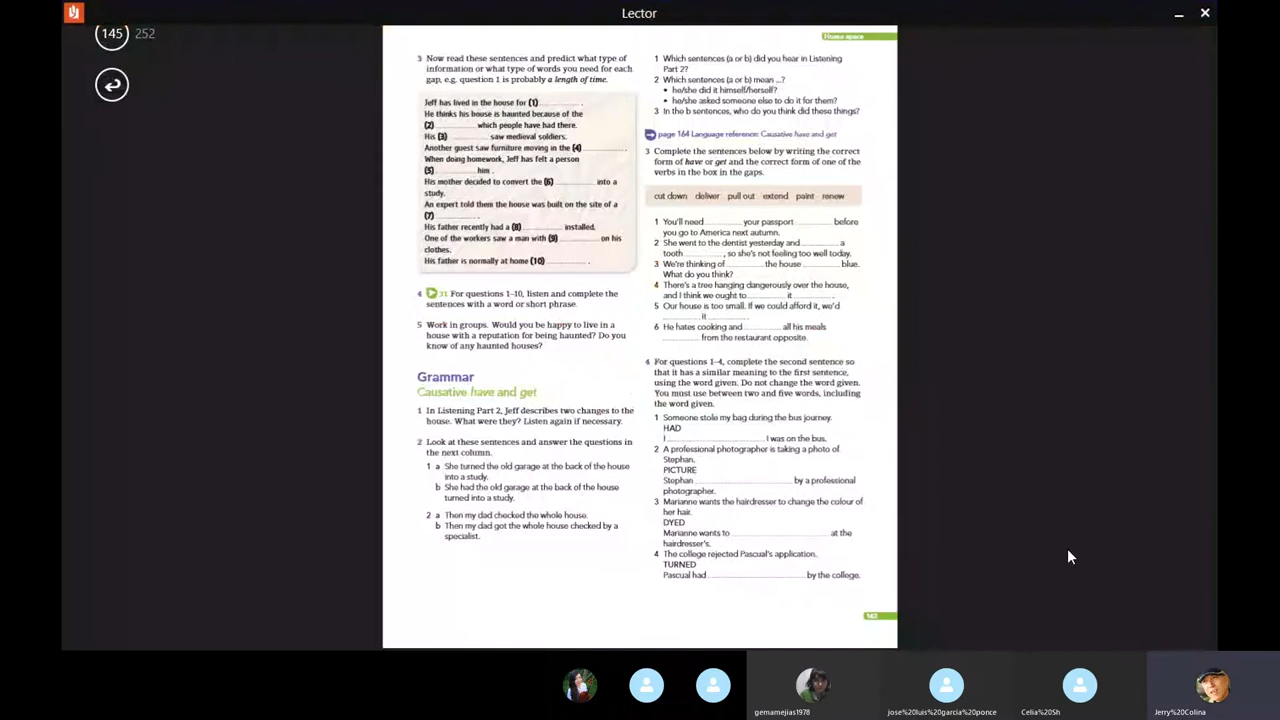 Lector
145 252
Home space
3 Now read these sentences and predict what type of
information or what type of words you need for each
gap, e.g. question 1 is probably a length of time.
Jeff has lived in the house for (1) .............. .
He thinks his house is haunted because of the
(2) .............. which people have had there.
His (3) .............. saw medieval soldiers.
Another guest saw furniture moving in the (4) .............. .
When doing homework, Jeff has felt a person
(5) .............. him .
His mother decided to convert the (6) .............. into a
study.
An expert told them the house was built on the site of a
(7) .............. .
His father recently had a (8) .............. installed.
One of the workers saw a man with (9) .............. on his
clothes.
His father is normally at home (10) .............. .
4 31 For questions 1–10, listen and complete the
sentences with a word or short phrase.
5 Work in groups. Would you be happy to live in a
house with a reputation for being haunted? Do you
know of any haunted houses?
Grammar
Causative have and get
1 In Listening Part 2, Jeff describes two changes to the
house. What were they? Listen again if necessary.
2 Look at these sentences and answer the questions in
the next column.
1 a She turned the old garage at the back of the house
into a study.
b She had the old garage at the back of the house
turned into a study.
2 a Then my dad checked the whole house.
b Then my dad got the whole house checked by a
specialist.
1 Which sentences (a or b) did you hear in Listening
Part 2?
2 Which sentences (a or b) mean ...?
• he/she did it himself/herself?
• he/she asked someone else to do it for them?
3 In the b sentences, who do you think did these things?
page 164 Language reference: Causative have and get
3 Complete the sentences below by writing the correct
form of have or get and the correct form of one of the
verbs in the box in the gaps.
cut down deliver pull out extend paint renew
1 You'll need .............. your passport .............. before
you go to America next autumn.
2 She went to the dentist yesterday and .............. a
tooth .............. , so she's not feeling too well today.
3 We're thinking of .............. the house .............. blue.
What do you think?
4 There's a tree hanging dangerously over the house,
and I think we ought to .............. it .............. .
5 Our house is too small. If we could afford it, we'd
.............. it .............. .
6 He hates cooking and .............. all his meals
.............. from the restaurant opposite.
4 For questions 1–4, complete the second sentence so
that it has a similar meaning to the first sentence,
using the word given. Do not change the word given.
You must use between two and five words, including
the word given.
1 Someone stole my bag during the bus journey.
HAD
I .............................. I was on the bus.
2 A professional photographer is taking a photo of
Stephan.
PICTURE
Stephan .............................. by a professional
photographer.
3 Marianne wants the hairdresser to change the colour of
her hair.
DYED
Marianne wants to .............................. at the
hairdresser's.
4 The college rejected Pascual's application.
TURNED
Pascual had .............................. by the college.
gemamejias1978
jose%20luis%20garcia%20ponce
Celia%20Sh
Jerry%20Colina